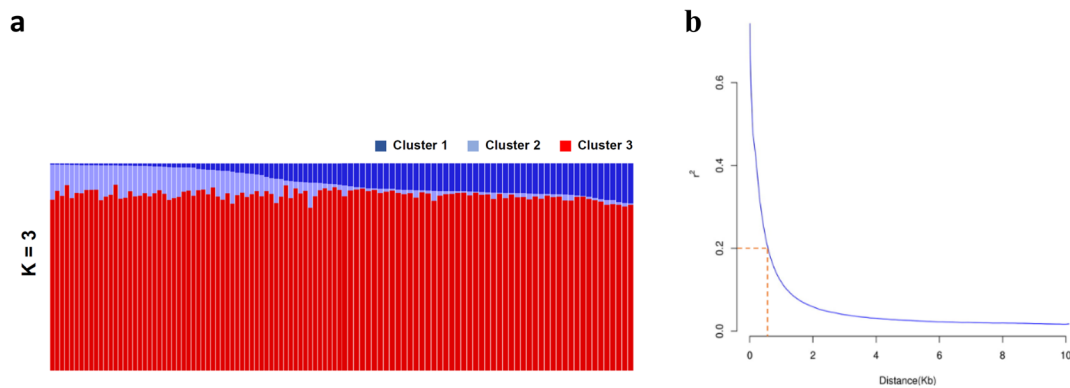 a
Cluster 1 Cluster 2 Cluster 3
K = 3
b
0.6
0.4
r²
0.2
0.0
0 2 4 6 8 10
Distance(Kb)